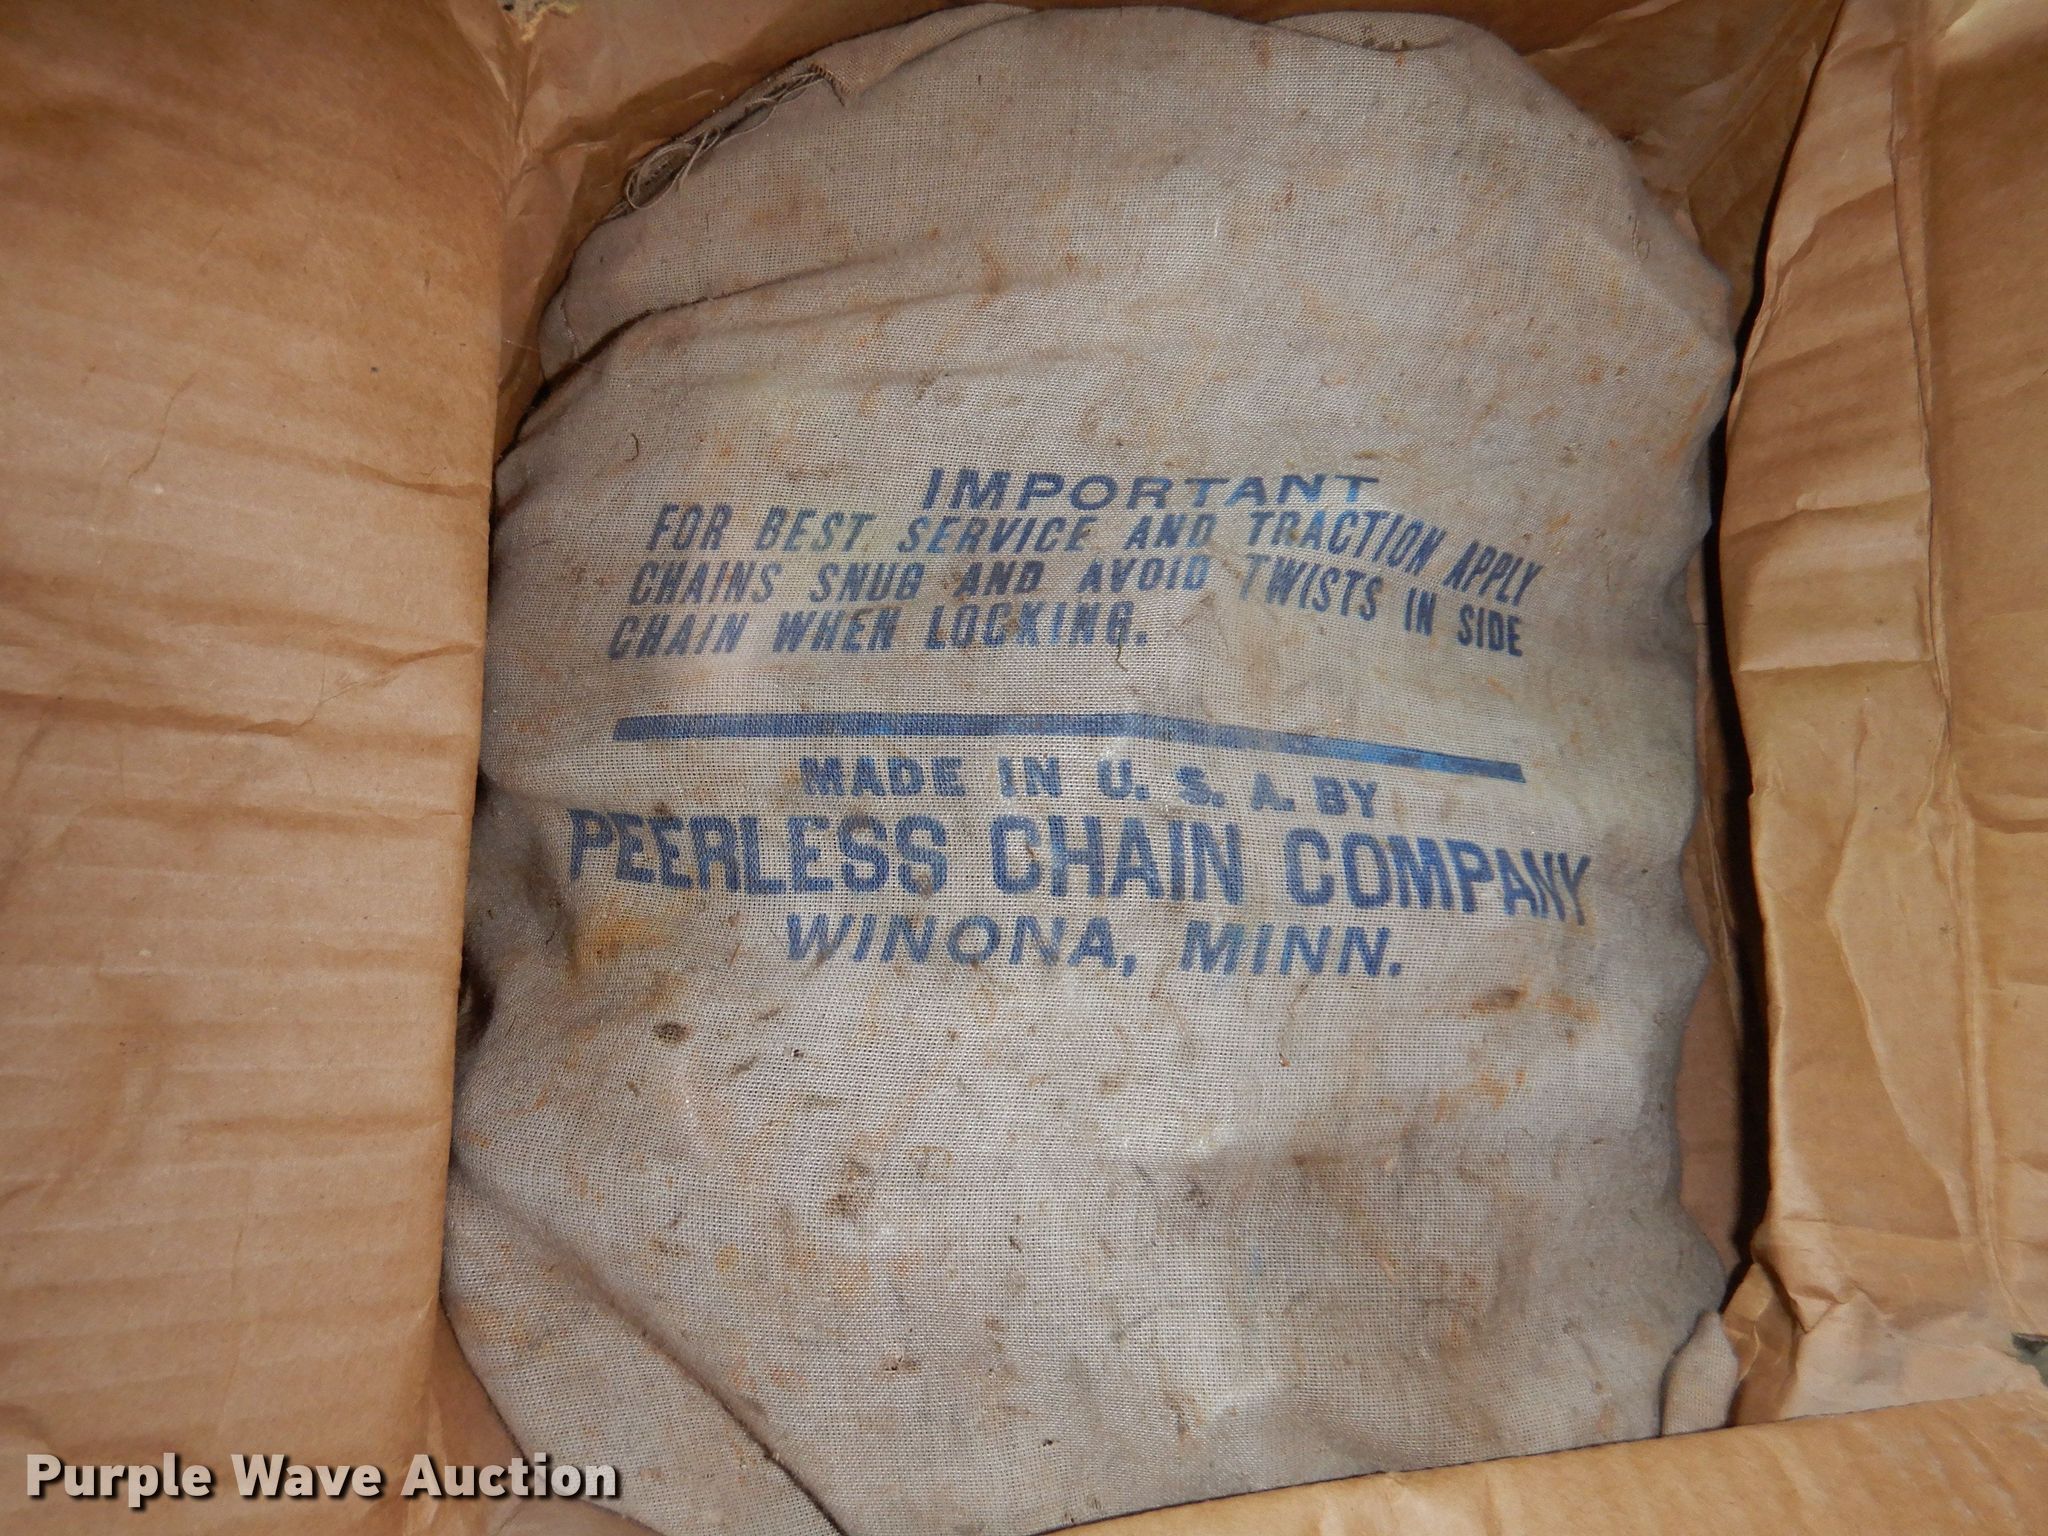 IMPORTANT
FOR BEST SERVICE AND TRACTION APPLY
CHAINS SNUG AND AVOID TWISTS IN SIDE
CHAIN WHEN LOCKING.
MADE IN U. S. A. BY
PEERLESS CHAIN COMPANY
WINONA, MINN.
Purple Wave Auction